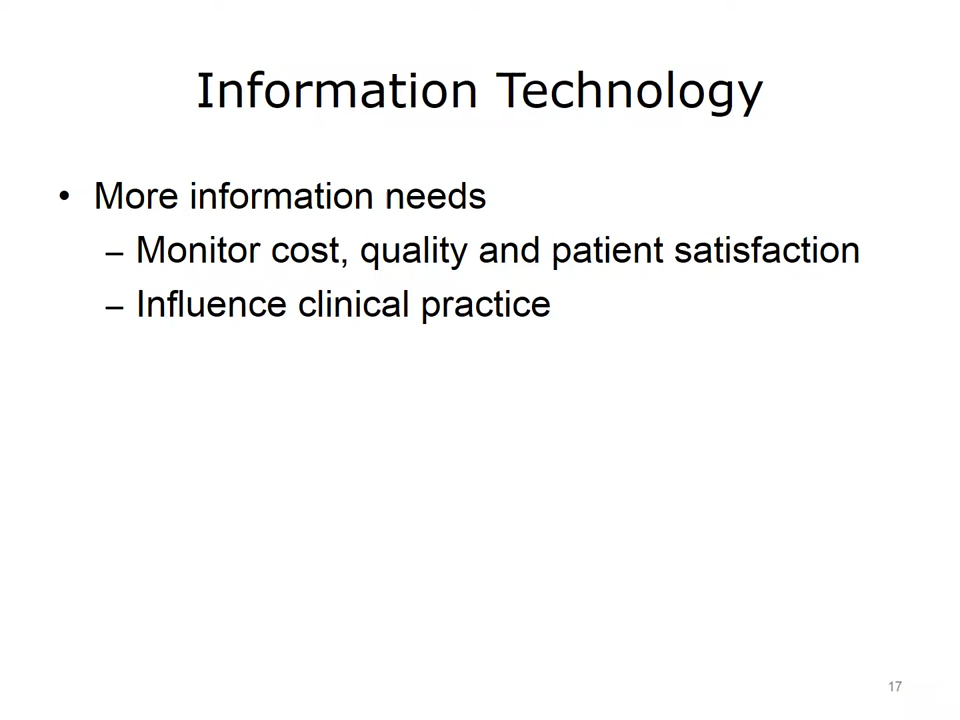 Information Technology
• More information needs
– Monitor cost, quality and patient satisfaction
– Influence clinical practice
17